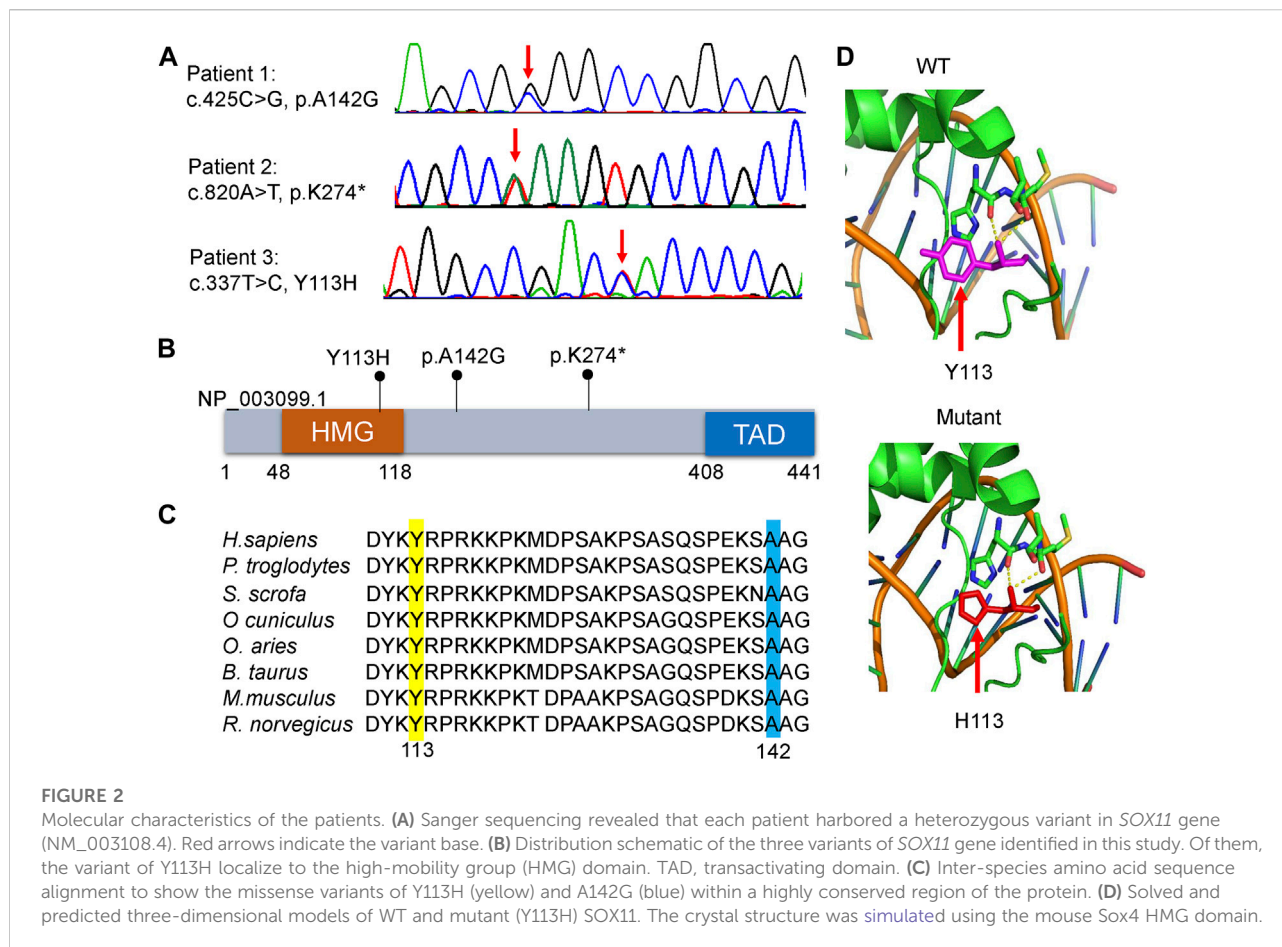 A
Patient 1:
c.425C>G, p.A142G
Patient 2:
c.820A>T, p.K274*
Patient 3:
c.337T>C, Y113H
B
Y113H p.A142G p.K274*
NP_003099.1
HMG TAD
1 48 118 408 441
C
H.sapiens DYKYRPRKKPKMDPSAKPSASQSPEKSAAG
P. troglodytes DYKYRPRKKPKMDPSAKPSASQSPEKSAAG
S. scrofa DYKYRPRKKPKMDPSAKPSASQSPEKNAAG
O cuniculus DYKYRPRKKPKMDPSAKPSAGQSPEKSAAG
O. aries DYKYRPRKKPKMDPSAKPSAGQSPEKSAAG
B. taurus DYKYRPRKKPKMDPSAKPSAGQSPEKSAAG
M.musculus DYKYRPRKKPKT DPAAKPSAGQSPDKSAAG
R. norvegicus DYKYRPRKKPKT DPAAKPSAGQSPDKSAAG
113 142
D
WT
Y113
Mutant
H113
FIGURE 2
Molecular characteristics of the patients. (A) Sanger sequencing revealed that each patient harbored a heterozygous variant in SOX11 gene
(NM_003108.4). Red arrows indicate the variant base. (B) Distribution schematic of the three variants of SOX11 gene identified in this study. Of them,
the variant of Y113H localize to the high-mobility group (HMG) domain. TAD, transactivating domain. (C) Inter-species amino acid sequence
alignment to show the missense variants of Y113H (yellow) and A142G (blue) within a highly conserved region of the protein. (D) Solved and
predicted three-dimensional models of WT and mutant (Y113H) SOX11. The crystal structure was simulated using the mouse Sox4 HMG domain.